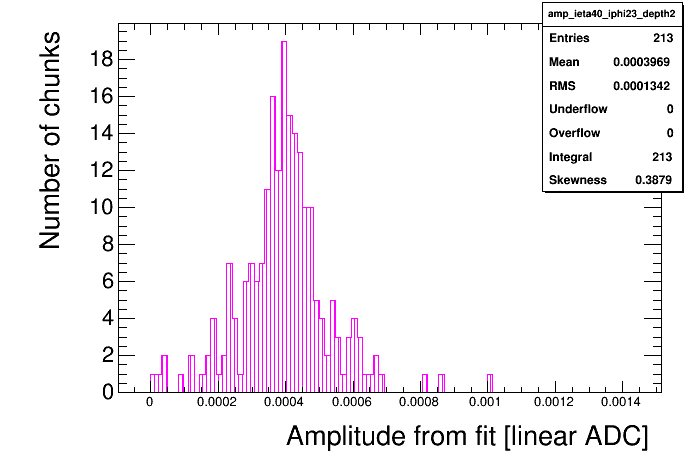 amp_ieta40_iphi23_depth2
Entries 213
Mean 0.0003969
RMS 0.0001342
Underflow 0
Overflow 0
Integral 213
Skewness 0.3879
Number of chunks
18
16
14
12
10
8
6
4
2
0
0 0.0002 0.0004 0.0006 0.0008 0.001 0.0012 0.0014
Amplitude from fit [linear ADC]